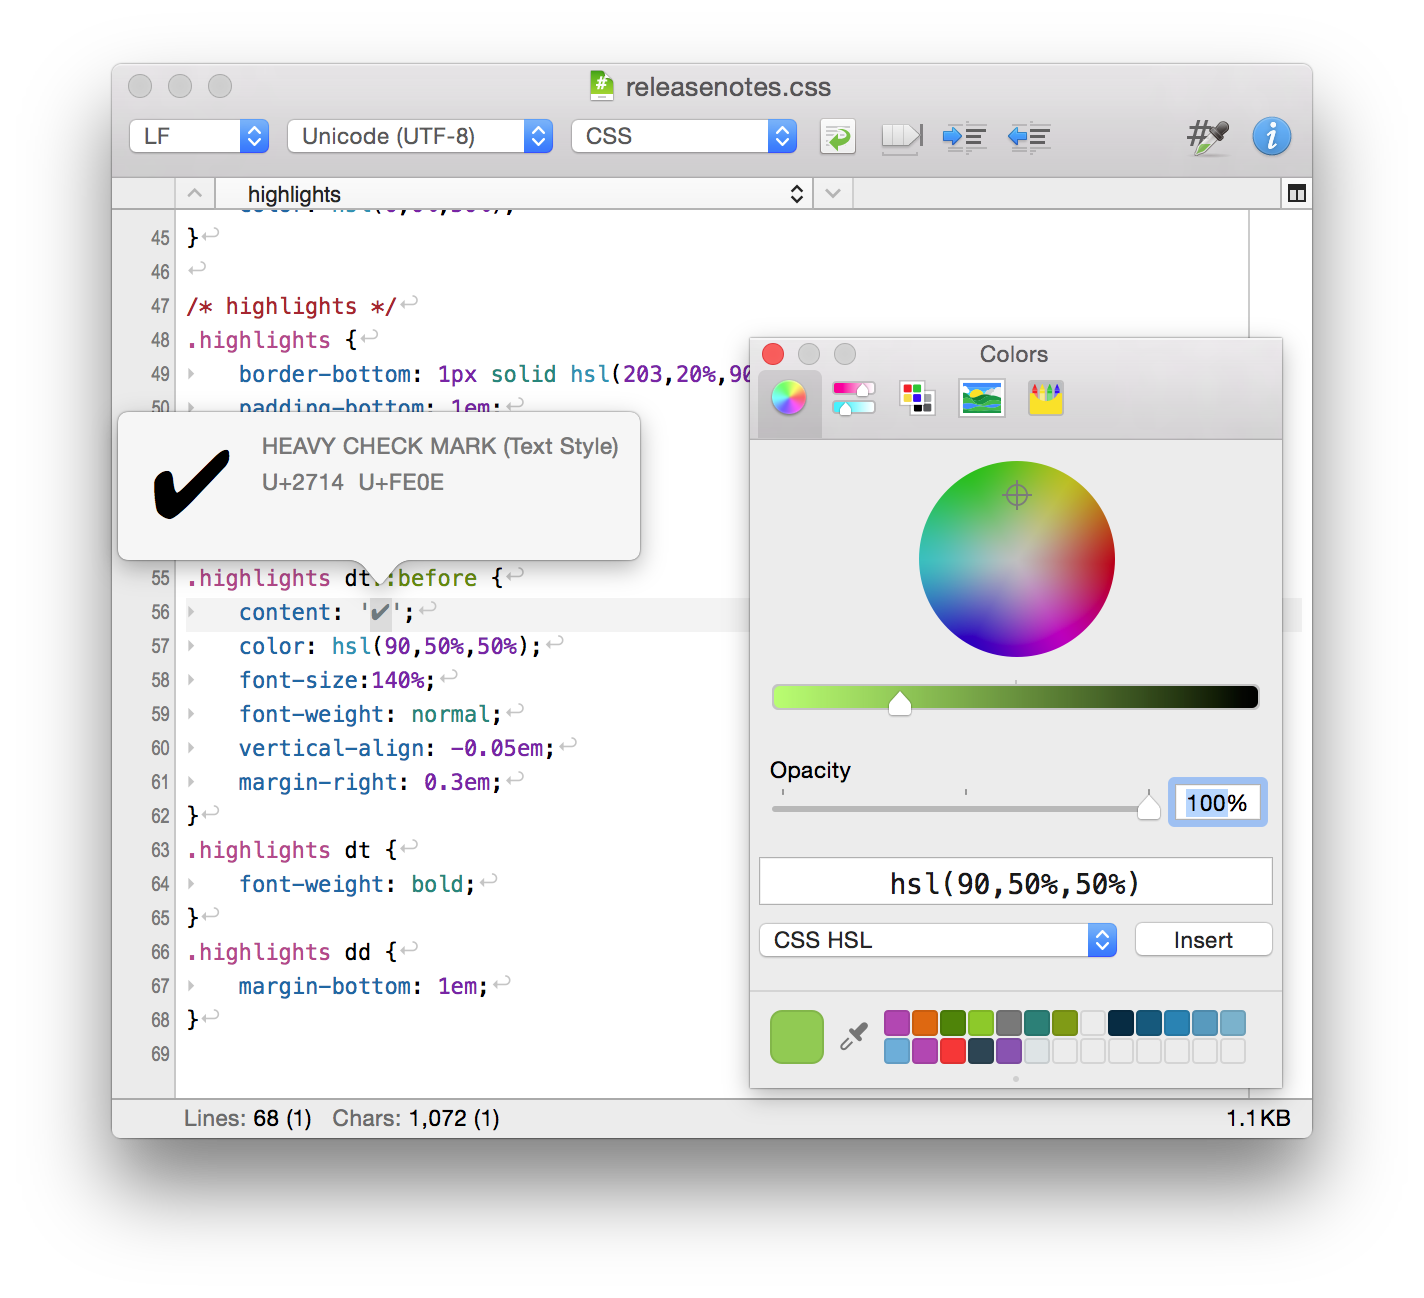 releasenotes.css
LF
Unicode (UTF-8)
CSS
highlights
45 }
46
47 /* highlights */
48 .highlights {
49 border-bottom: 1px solid hsl(203,20%,90
50 padding-bottom: 1em;
HEAVY CHECK MARK (Text Style)
U+2714 U+FE0E
55 .highlights dt::before {
56 content: '✔︎';
57 color: hsl(90,50%,50%);
58 font-size:140%;
59 font-weight: normal;
60 vertical-align: -0.05em;
61 margin-right: 0.3em;
62 }
63 .highlights dt {
64 font-weight: bold;
65 }
66 .highlights dd {
67 margin-bottom: 1em;
68 }
69
Colors
Opacity
100%
hsl(90,50%,50%)
CSS HSL
Insert
Lines: 68 (1) Chars: 1,072 (1)
1.1KB